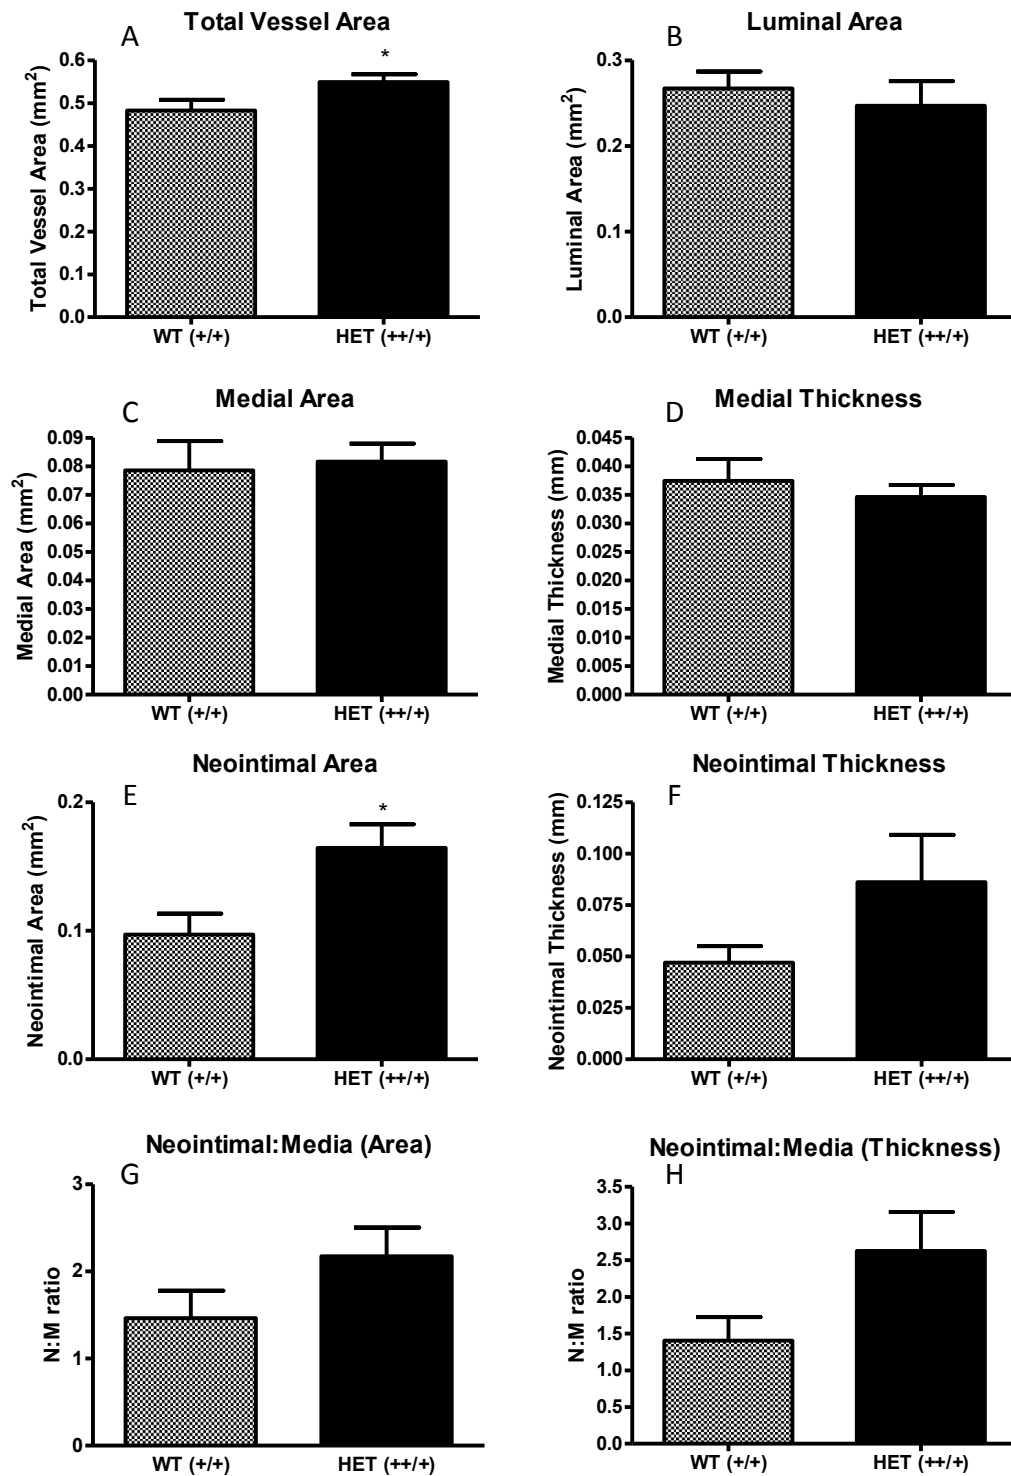 A
Total Vessel Area
*
Total Vessel Area (mm²)
0.6
0.5
0.4
0.3
0.2
0.1
0.0
WT (+/+)
HET (++/+)
B
Luminal Area
Luminal Area (mm²)
0.3
0.2
0.1
0.0
WT (+/+)
HET (++/+)
C
Medial Area
Medial Area (mm²)
0.09
0.08
0.07
0.06
0.05
0.04
0.03
0.02
0.01
0.00
WT (+/+)
HET (++/+)
D
Medial Thickness
Medial Thickness (mm)
0.045
0.040
0.035
0.030
0.025
0.020
0.015
0.010
0.005
0.000
WT (+/+)
HET (++/+)
E
Neointimal Area
*
Neointimal Area (mm²)
0.2
0.1
0.0
WT (+/+)
HET (++/+)
F
Neointimal Thickness
Neointimal Thickness (mm)
0.125
0.100
0.075
0.050
0.025
0.000
WT (+/+)
HET (++/+)
G
Neointimal:Media (Area)
N:M ratio
3
2
1
0
WT (+/+)
HET (++/+)
H
Neointimal:Media (Thickness)
N:M ratio
3.5
3.0
2.5
2.0
1.5
1.0
0.5
0.0
WT (+/+)
HET (++/+)